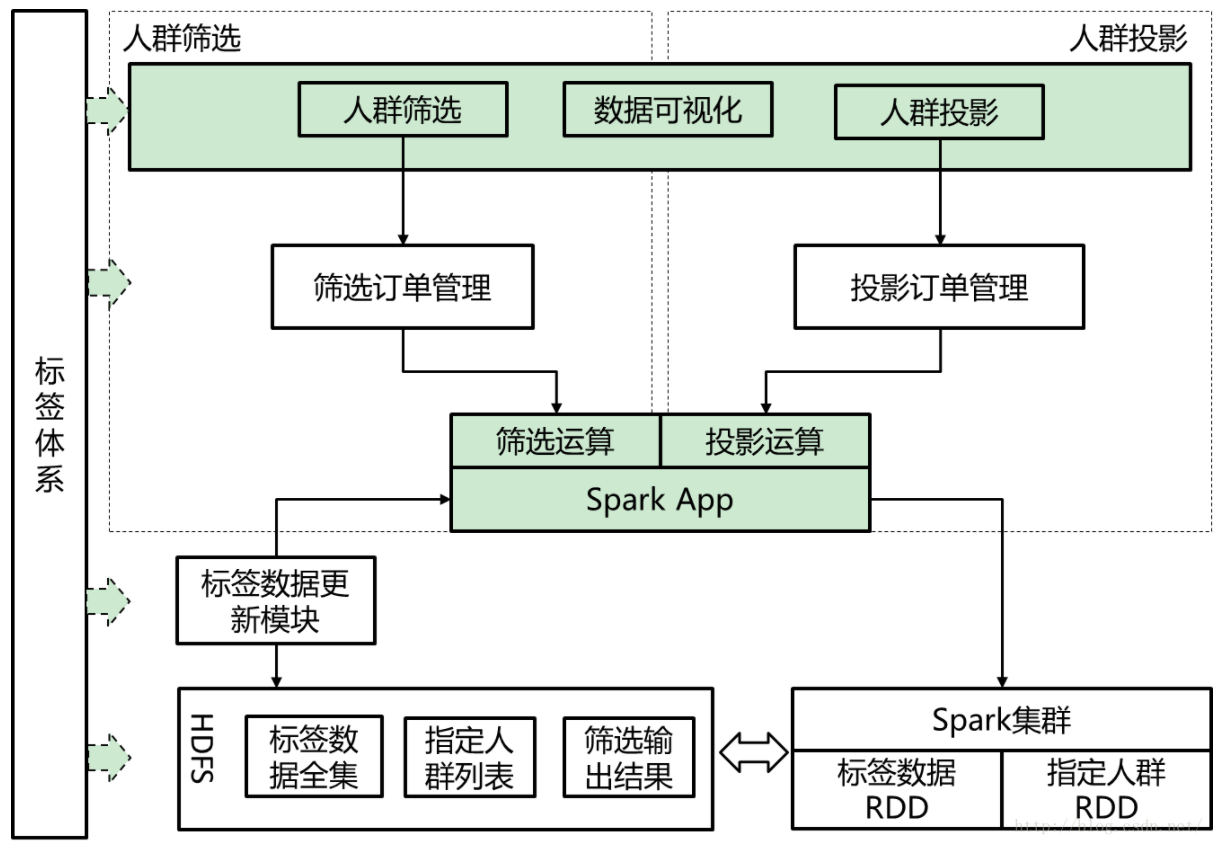 人群筛选
人群投影
人群筛选
数据可视化
人群投影
筛选订单管理
投影订单管理
标签体系
筛选运算
投影运算
Spark App
标签数据更
新模块
HDFS
标签数
据全集
指定人
群列表
筛选输
出结果
Spark集群
标签数据
RDD
指定人群
RDD
http://blog.csdn.net/